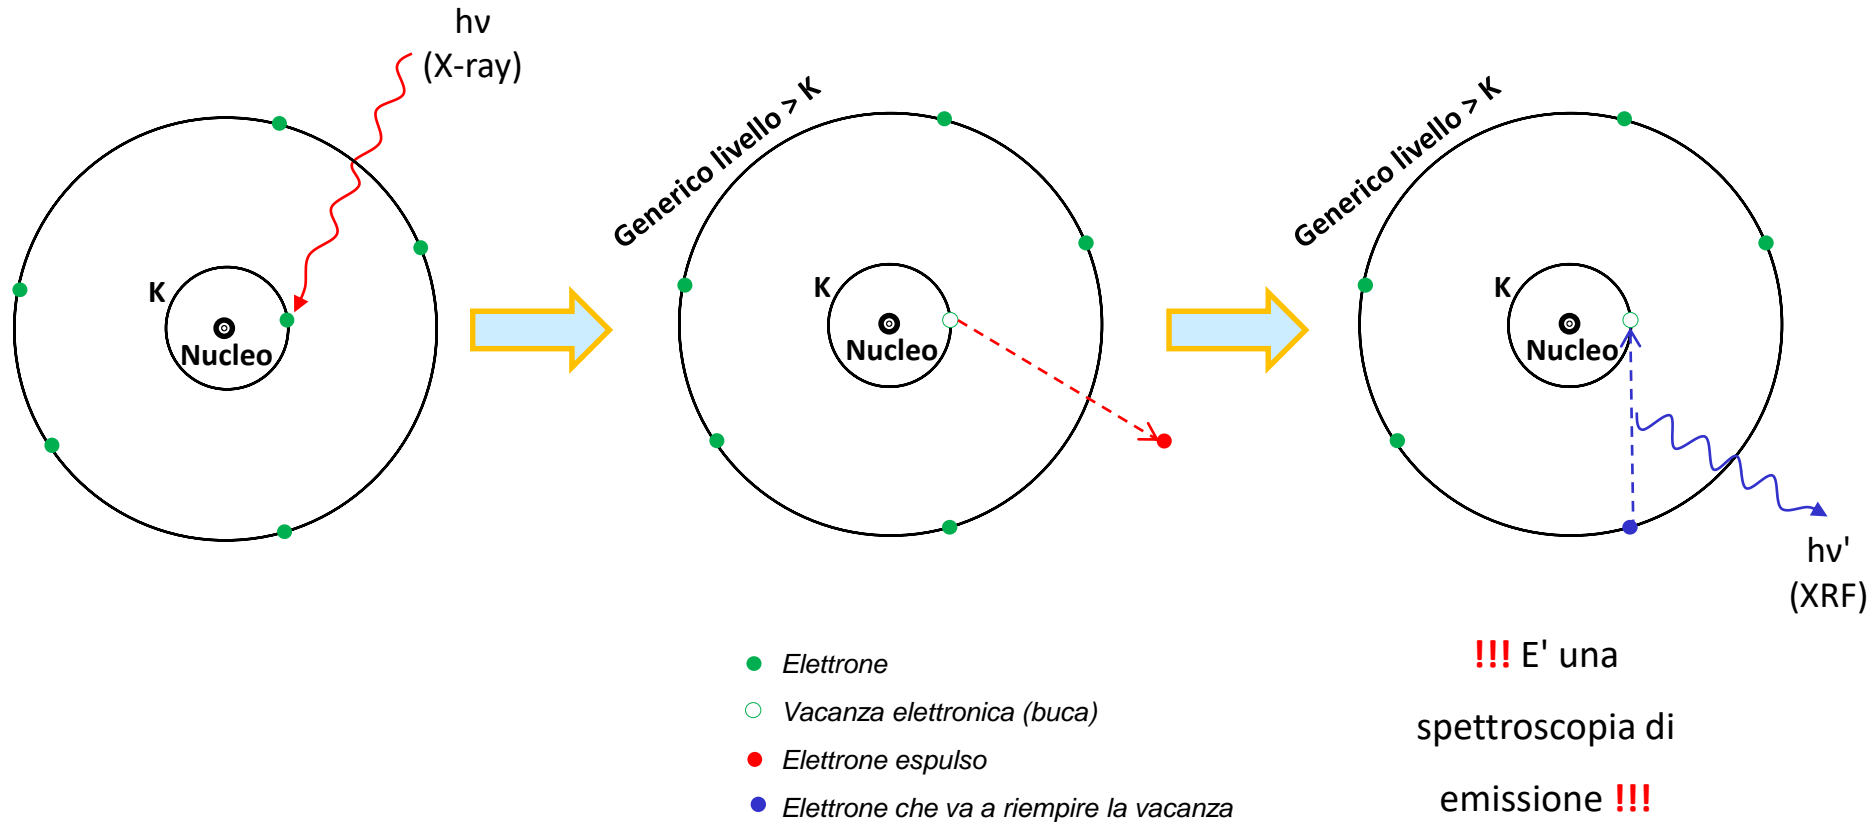 hν
(X-ray)
K
Nucleo
Generico livello > K
K
Nucleo
Generico livello > K
K
Nucleo
hν'
(XRF)
Elettrone
Vacanza elettronica (buca)
Elettrone espulso
Elettrone che va a riempire la vacanza
!!! E' una
spettroscopia di
emissione !!!